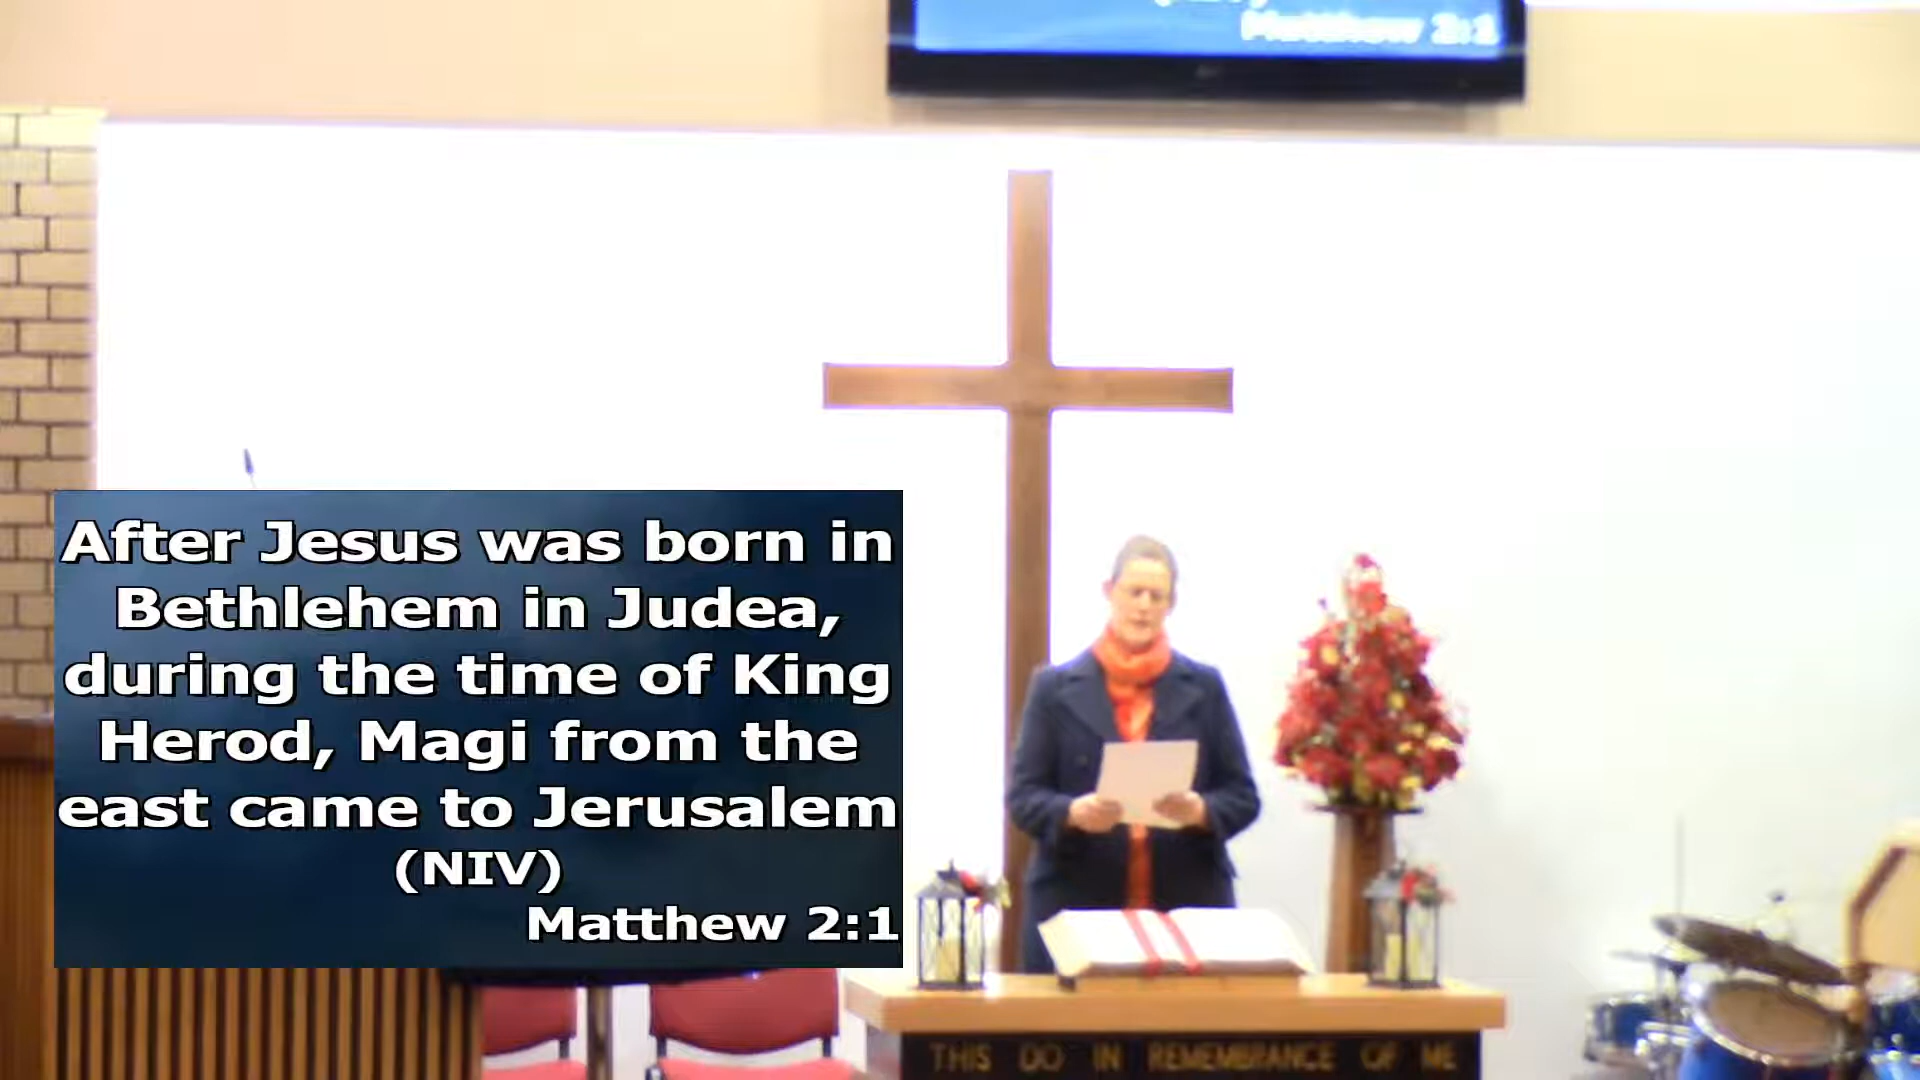 Matthew 2:1
After Jesus was born in
Bethlehem in Judea,
during the time of King
Herod, Magi from the
east came to Jerusalem
(NIV)
Matthew 2:1
THIS DO IN REMEMBRANCE OF ME